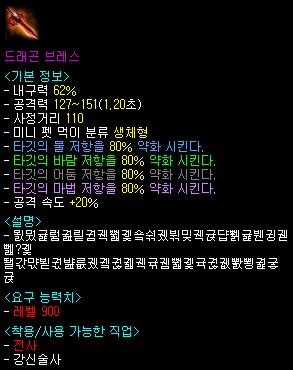 드래곤 브레스
<기본 정보>
- 내구력 62%
- 공격력 127~151(1,20초)
- 사정거리 110
- 미니 펫 먹이 분류 생체형
- 타깃의 물 저항을 80% 약화 시킨다.
- 타깃의 바람 저항을 80% 약화 시킨다.
- 타깃의 어둠 저항을 80% 약화 시킨다.
- 타깃의 마법 저항을 80% 약화 시킨다.
- 공격 속도 +20%
<설명>
<요구 능력치>
- 레벨 900
<착용/사용 가능한 직업>
- 전사
- 강신술사